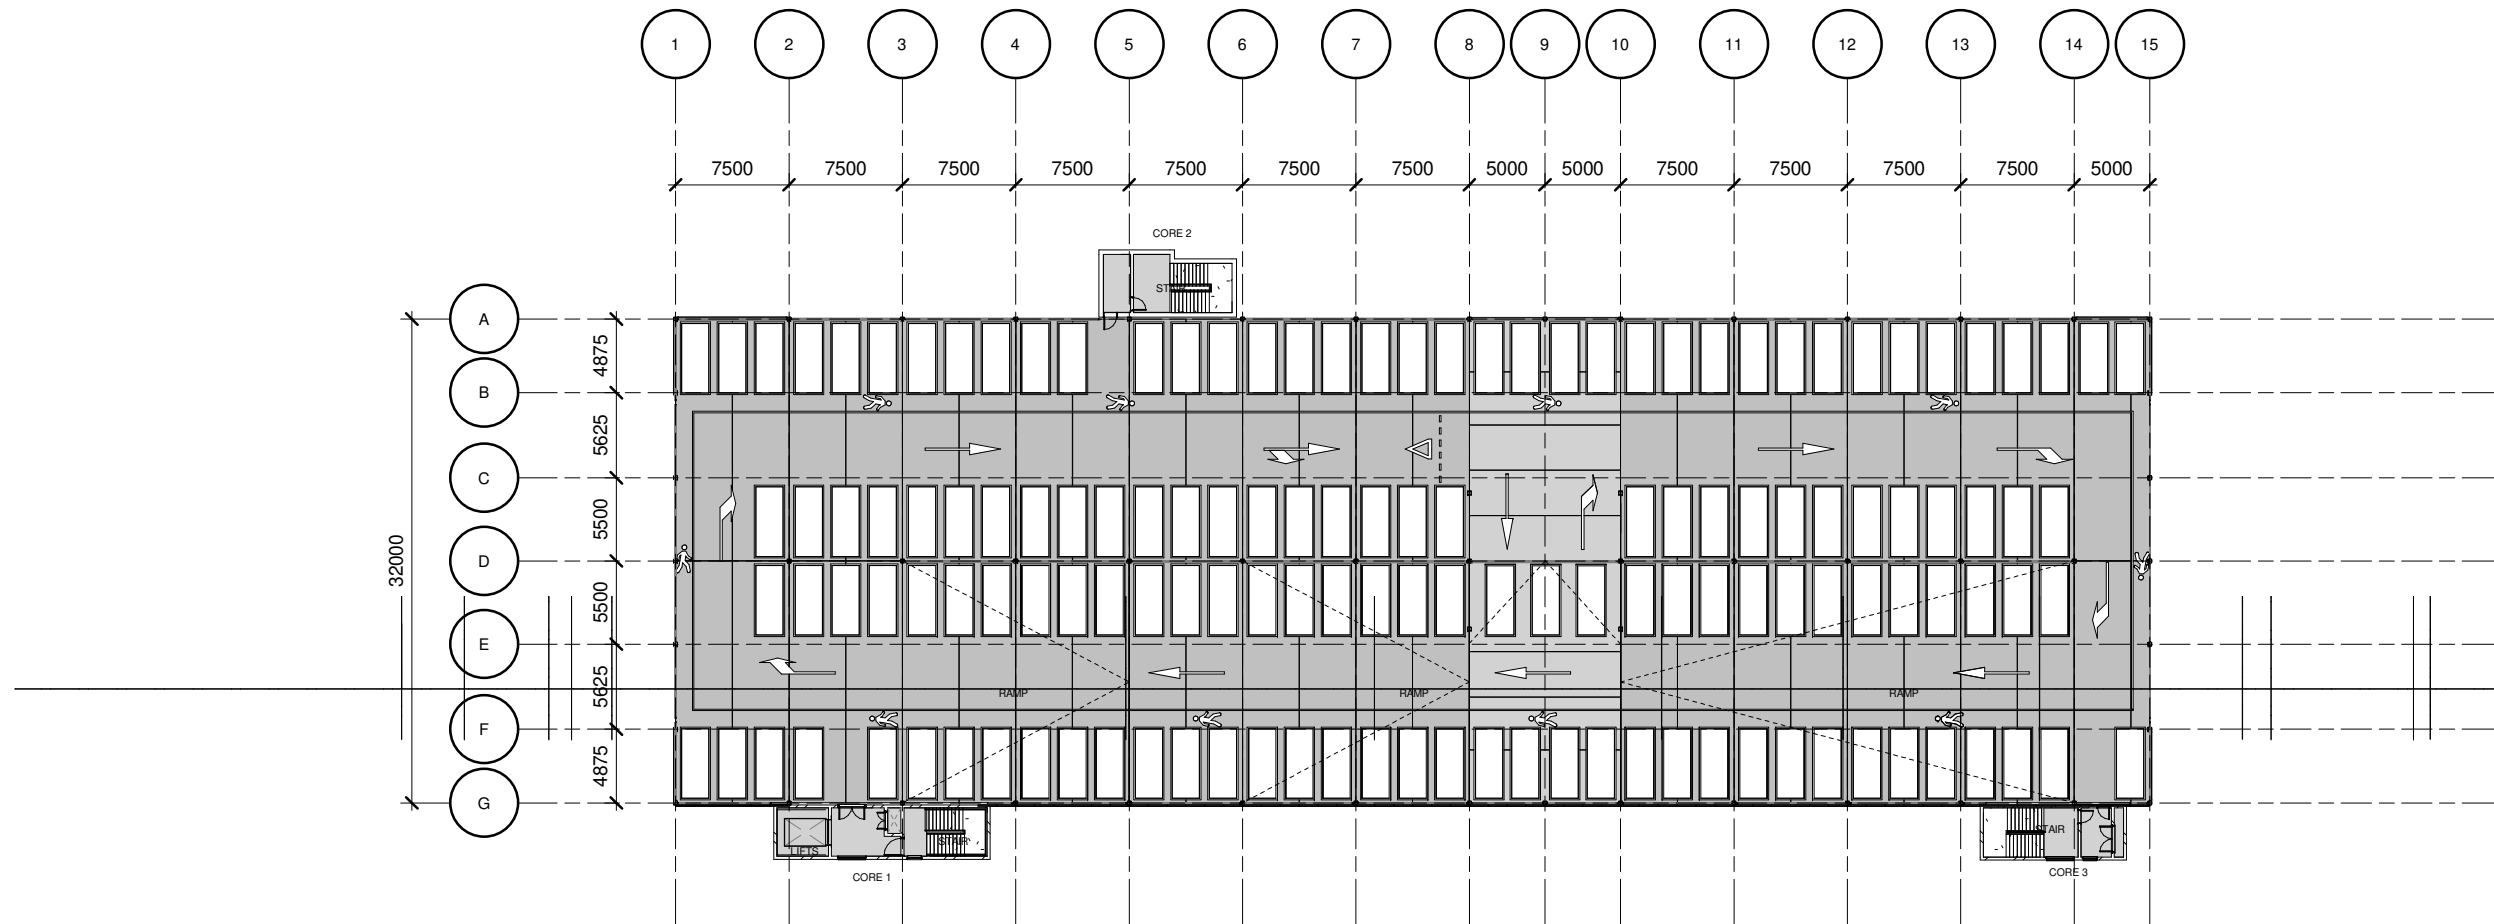 1 2 3 4 5 6 7 8 9 10 11 12 13 14 15
7500 7500 7500 7500 7500 7500 7500 5000 5000 7500 7500 7500 7500 5000
CORE 2
STAIR
A
4875
B
5625
C
5500
D
32000
5500
E
5625
RAMP RAMP RAMP
F
4875
G
STAIR
STAIR
LIFTS
CORE 3
CORE 1